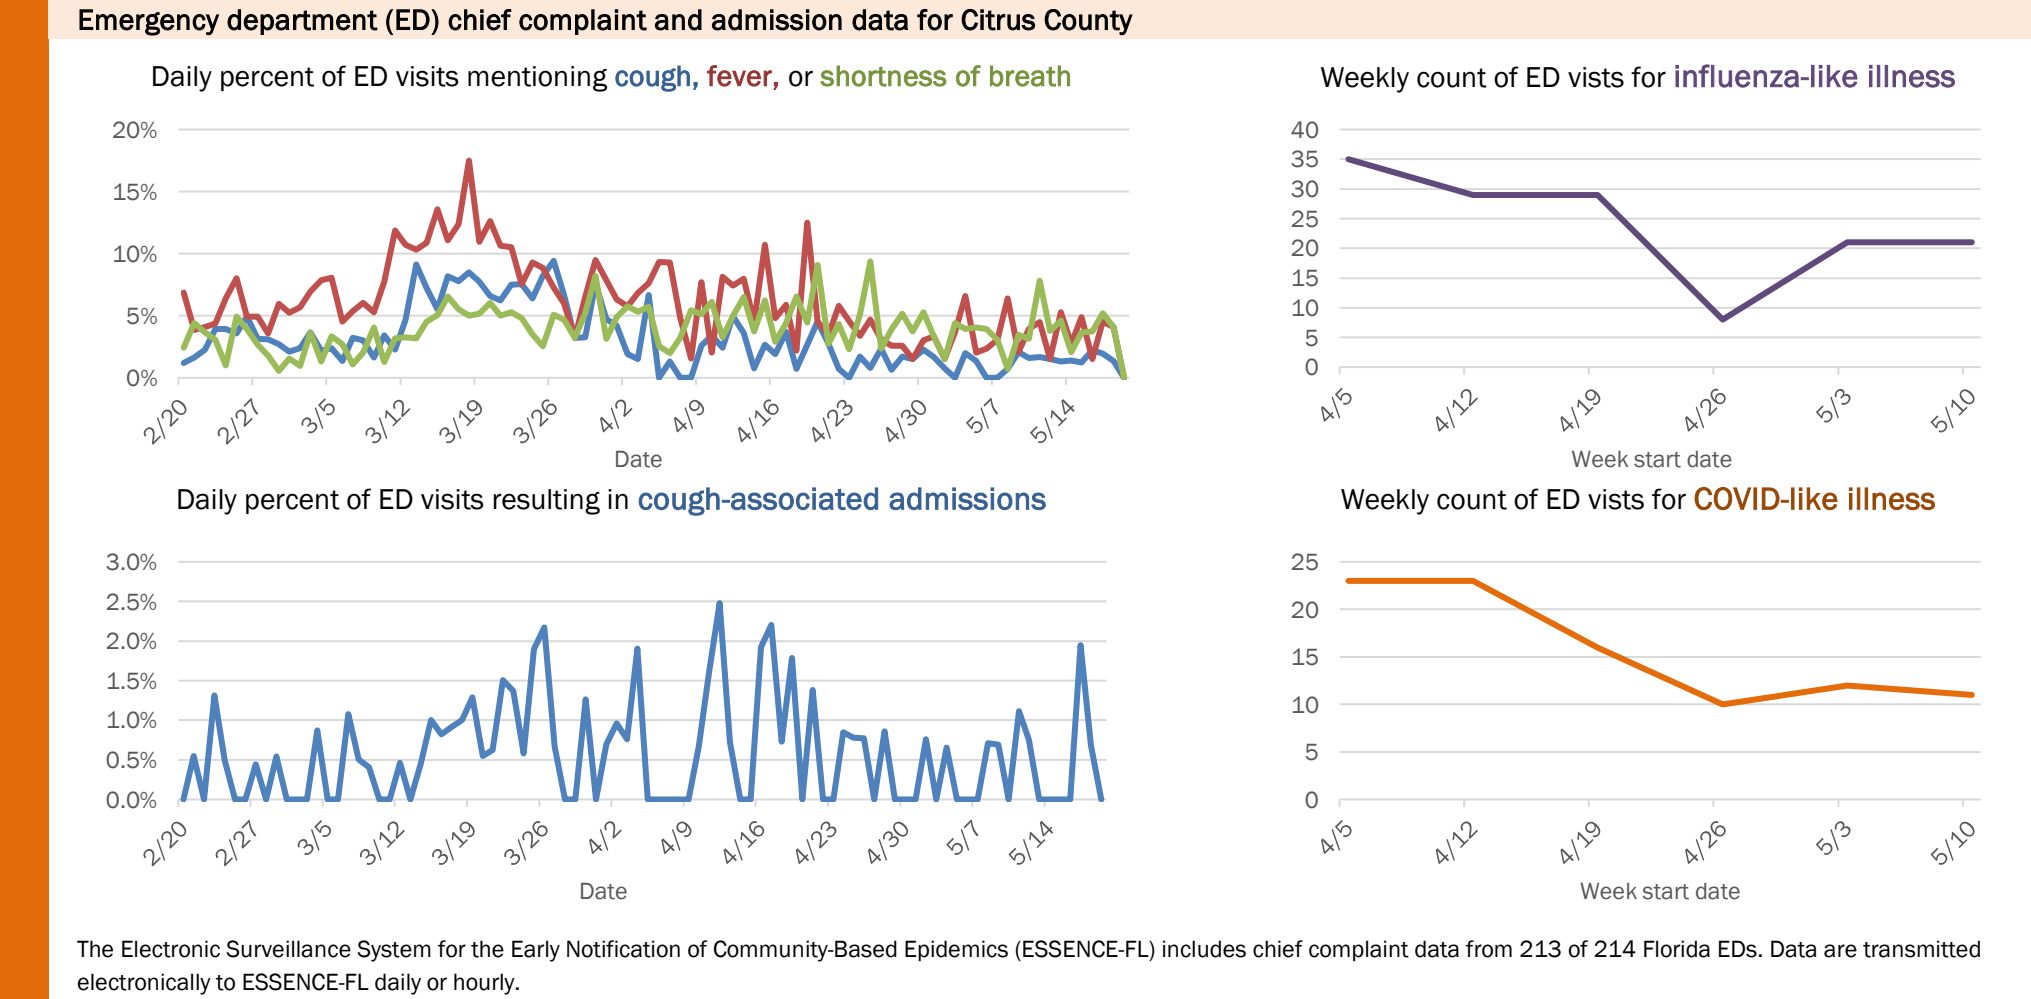 Emergency department (ED) chief complaint and admission data for Citrus County
Daily percent of ED visits mentioning cough, fever, or shortness of breath
20%
15%
10%
5%
0%
2/20 2/27 3/5 3/12 3/19 3/26 4/2 4/9 4/16 4/23 4/30 5/7 5/14
Date
Weekly count of ED vists for influenza-like illness
40
35
30
25
20
15
10
5
0
4/5 4/12 4/19 4/26 5/3 5/10
Week start date
Daily percent of ED visits resulting in cough-associated admissions
3.0%
2.5%
2.0%
1.5%
1.0%
0.5%
0.0%
2/20 2/27 3/5 3/12 3/19 3/26 4/2 4/9 4/16 4/23 4/30 5/7 5/14
Date
Weekly count of ED vists for COVID-like illness
25
20
15
10
5
0
4/5 4/12 4/19 4/26 5/3 5/10
Week start date
The Electronic Surveillance System for the Early Notification of Community-Based Epidemics (ESSENCE-FL) includes chief complaint data from 213 of 214 Florida EDs. Data are transmitted
electronically to ESSENCE-FL daily or hourly.